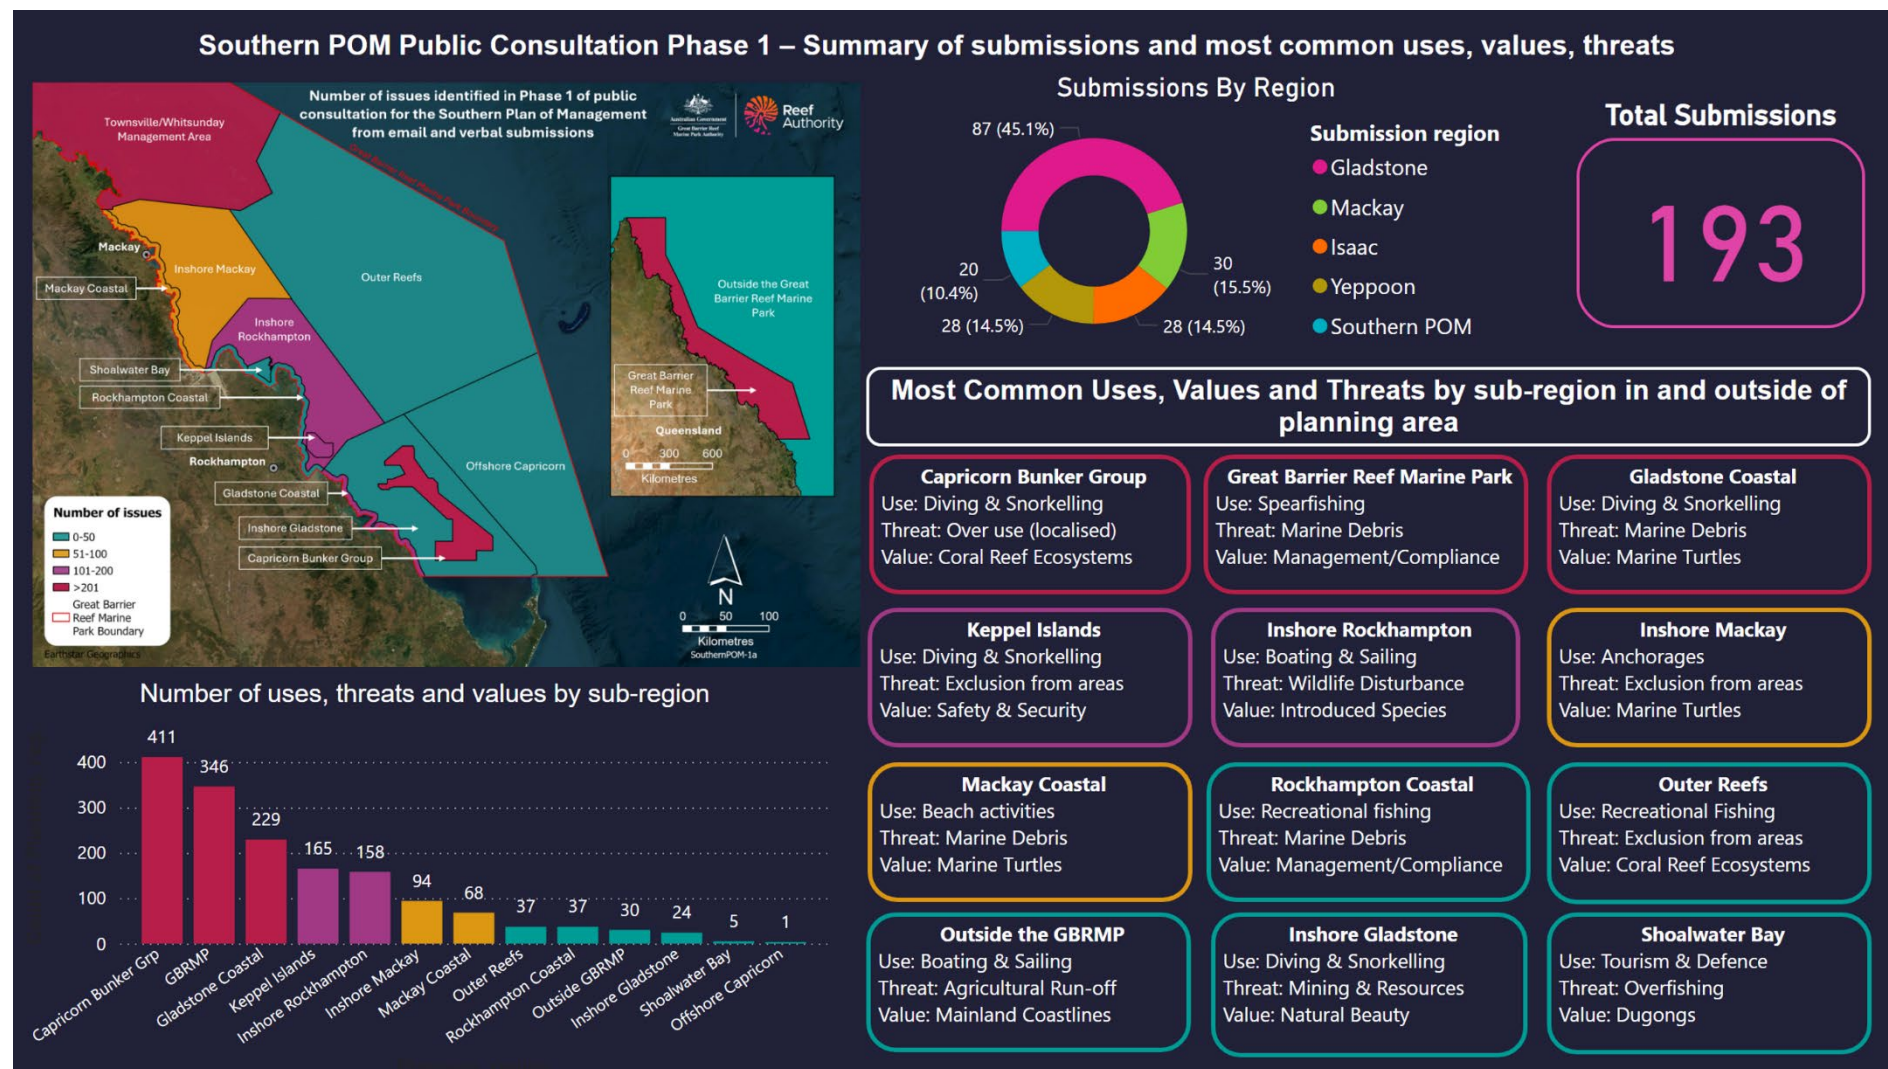 Southern POM Public Consultation Phase 1 – Summary of submissions and most common uses, values, threats
Number of issues identified in Phase 1 of public
consultation for the Southern Plan of Management
from email and verbal submissions
Australian Government
Great Barrier Reef
Marine Park Authority
Reef
Authority
Townsville/Whitsunday
Management Area
Great Barrier Reef Marine Park Boundary
Mackay
Inshore Mackay
Outer Reefs
Mackay Coastal
Inshore
Rockhampton
Shoalwater Bay
Rockhampton Coastal
Keppel Islands
Rockhampton
Offshore Capricorn
Gladstone Coastal
Inshore Gladstone
Capricorn Bunker Group
Outside the Great
Barrier Reef Marine
Park
Great Barrier
Reef Marine
Park
Queensland
0 300 600
Kilometres
Number of issues
0-50
51-100
101-200
>201
Great Barrier
Reef Marine
Park Boundary
Earthstar Geographics
N
0 50 100
Kilometres
SouthernPOM-1a
Submissions By Region
87 (45.1%)
30
(15.5%)
28 (14.5%)
28 (14.5%)
20
(10.4%)
Submission region
Gladstone
Mackay
Isaac
Yeppoon
Southern POM
Total Submissions
193
Most Common Uses, Values and Threats by sub-region in and outside of
planning area
Capricorn Bunker Group
Use: Diving & Snorkelling
Threat: Over use (localised)
Value: Coral Reef Ecosystems
Great Barrier Reef Marine Park
Use: Spearfishing
Threat: Marine Debris
Value: Management/Compliance
Gladstone Coastal
Use: Diving & Snorkelling
Threat: Marine Debris
Value: Marine Turtles
Keppel Islands
Use: Diving & Snorkelling
Threat: Exclusion from areas
Value: Safety & Security
Inshore Rockhampton
Use: Boating & Sailing
Threat: Wildlife Disturbance
Value: Introduced Species
Inshore Mackay
Use: Anchorages
Threat: Exclusion from areas
Value: Marine Turtles
Mackay Coastal
Use: Beach activities
Threat: Marine Debris
Value: Marine Turtles
Rockhampton Coastal
Use: Recreational fishing
Threat: Marine Debris
Value: Management/Compliance
Outer Reefs
Use: Recreational Fishing
Threat: Exclusion from areas
Value: Coral Reef Ecosystems
Outside the GBRMP
Use: Boating & Sailing
Threat: Agricultural Run-off
Value: Mainland Coastlines
Inshore Gladstone
Use: Diving & Snorkelling
Threat: Mining & Resources
Value: Natural Beauty
Shoalwater Bay
Use: Tourism & Defence
Threat: Overfishing
Value: Dugongs
Number of uses, threats and values by sub-region
400
300
200
100
0
411
346
229
165
158
94
68
37
37
30
24
5
1
Capricorn Bunker Grp
GBRMP
Gladstone Coastal
Keppel Islands
Inshore Rockhampton
Inshore Mackay
Mackay Coastal
Outer Reefs
Rockhampton Coastal
Outside GBRMP
Inshore Gladstone
Shoalwater Bay
Offshore Capricorn